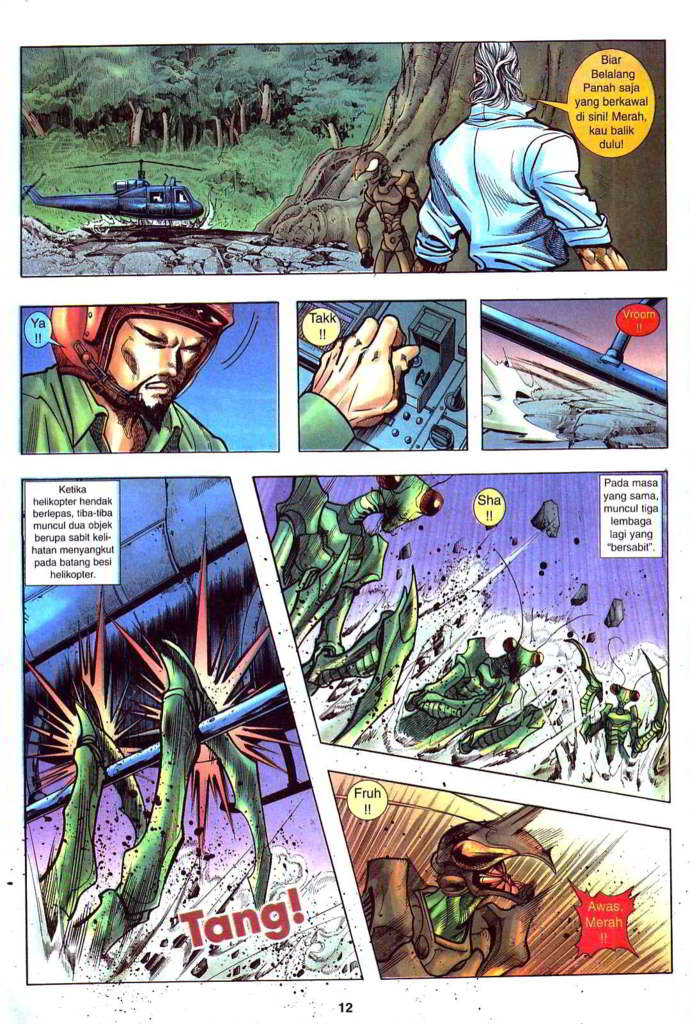 Biar
Belalang
Panah saja
yang berkawal
di sini! Merah,
kau balik
dulu!
Ya
!!
Takk
!!
Vroom
!!
Ketika
helikopter hendak
berlepas, tiba-tiba
muncul dua objek
berupa sabit keli-
hatan menyangkut
pada batang besi
helikopter.
Tang!
Sha
!!
Pada masa
yang sama,
muncul tiga
lembaga
lagi yang
"bersabit".
Fruh
!!
Awas,
Merah
!!
12